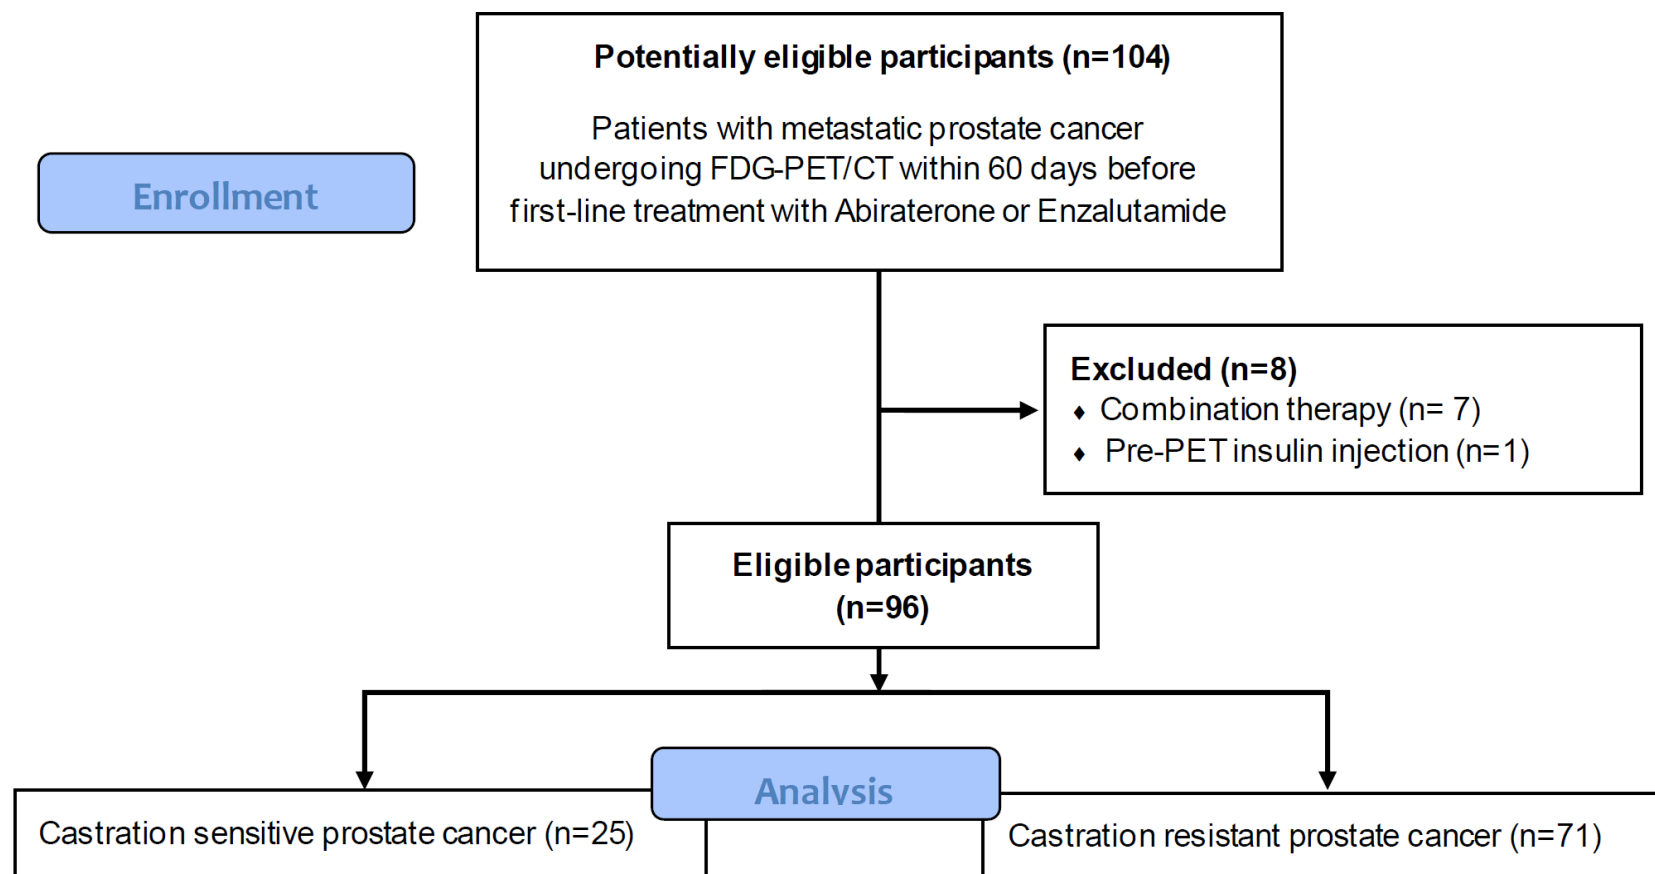 Potentially eligible participants (n=104)
Patients with metastatic prostate cancer
undergoing FDG-PET/CT within 60 days before
first-line treatment with Abiraterone or Enzalutamide
Enrollment
Excluded (n=8)
♦ Combination therapy (n= 7)
♦ Pre-PET insulin injection (n=1)
Eligible participants
(n=96)
Analysis
Castration sensitive prostate cancer (n=25)
Castration resistant prostate cancer (n=71)